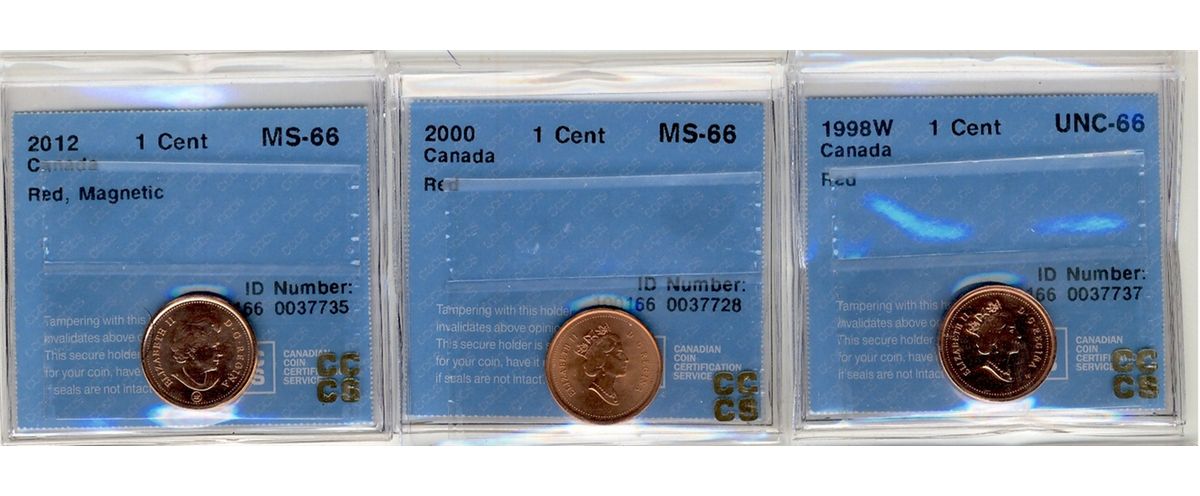 2012 1 Cent MS-66
Canada
Red, Magnetic
ID Number:
166 0037735
Tampering with this
invalidates above
This secure holder
for your coin, have
if seals are not intact
CANADIAN
COIN
CERTIFICATION
SERVICE
CC
CS
ELIZABETH II D·G·REGINA
2000 1 Cent MS-66
Canada
Red
ID Number:
166 0037728
Tampering with this holder
invalidates above opinion
This secure holder is
for your coin, have
if seals are not intact.
CANADIAN
COIN
CERTIFICATION
SERVICE
CC
CS
ELIZABETH II D·G·REGINA
1998W 1 Cent UNC-66
Canada
Red
ID Number:
166 0037737
Tampering with this
invalidates above
This secure holder
for your coin, have
if seals are not intact
CANADIAN
COIN
CERTIFICATION
SERVICE
CC
CS
ELIZABETH II D·G·REGINA